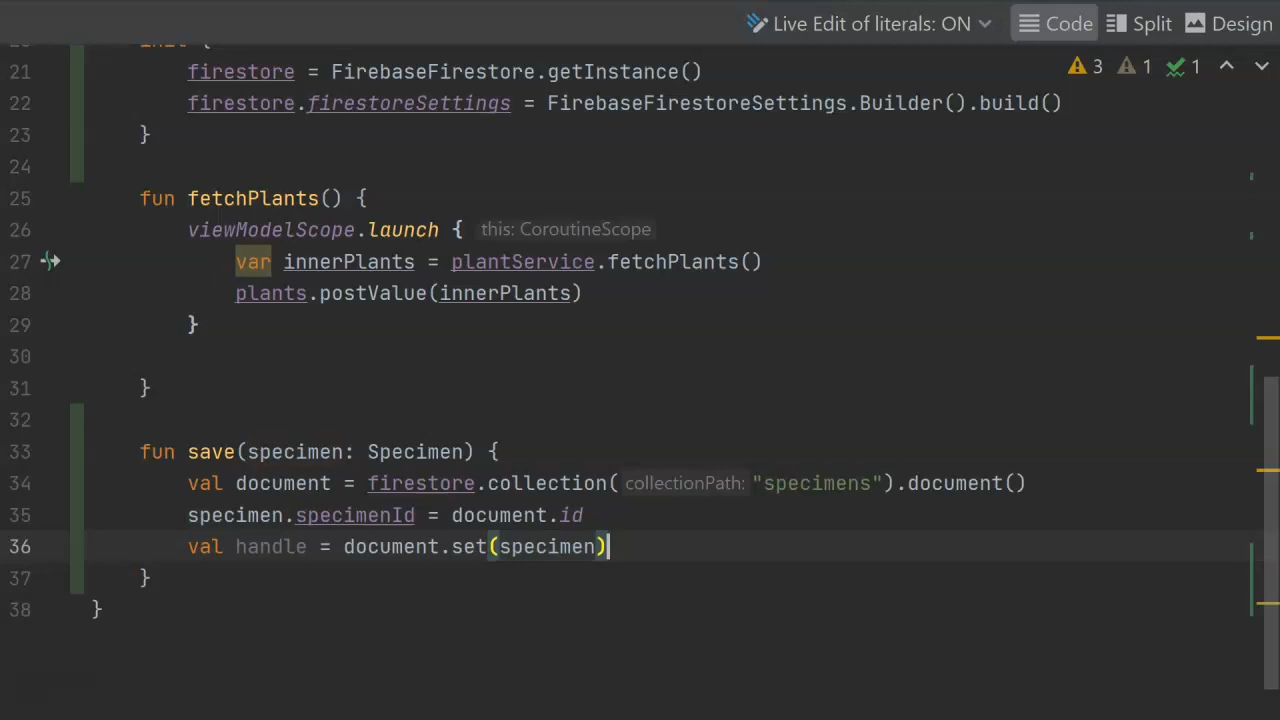 Live Edit of literals: ON Code Split Design
20 init {
21 firestore = FirebaseFirestore.getInstance() 3 1 1
22 firestore.firestoreSettings = FirebaseFirestoreSettings.Builder().build()
23 }
24
25 fun fetchPlants() {
26 viewModelScope.launch { this: CoroutineScope
27 var innerPlants = plantService.fetchPlants()
28 plants.postValue(innerPlants)
29 }
30
31 }
32
33 fun save(specimen: Specimen) {
34 val document = firestore.collection( collectionPath: "specimens").document()
35 specimen.specimenId = document.id
36 val handle = document.set(specimen)
37 }
38 }